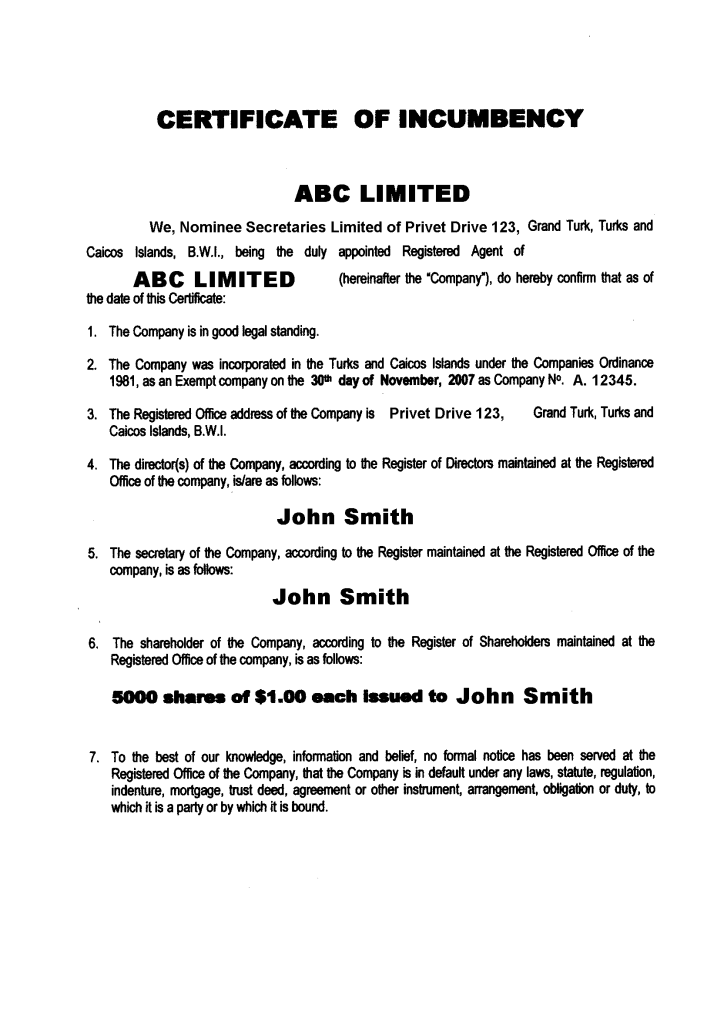 CERTIFICATE OF INCUMBENCY
ABC LIMITED
We, Nominee Secretaries Limited of Privet Drive 123, Grand Turk, Turks and
Caicos Islands, B.W.I., being the duly appointed Registered Agent of
ABC LIMITED (hereinafter the "Company"), do hereby confirm that as of
the date of this Certificate:
1. The Company is in good legal standing.
2. The Company was incorporated in the Turks and Caicos Islands under the Companies Ordinance
1981, as an Exempt company on the 30th day of November, 2007 as Company Nº. A. 12345.
3. The Registered Office address of the Company is Privet Drive 123, Grand Turk, Turks and
Caicos Islands, B.W.I.
4. The director(s) of the Company, according to the Register of Directors maintained at the Registered
Office of the company, is/are as follows:
John Smith
5. The secretary of the Company, according to the Register maintained at the Registered Office of the
company, is as follows:
John Smith
6. The shareholder of the Company, according to the Register of Shareholders maintained at the
Registered Office of the company, is as follows:
5000 shares of $1.00 each issued to John Smith
7. To the best of our knowledge, information and belief, no formal notice has been served at the
Registered Office of the Company, that the Company is in default under any laws, statute, regulation,
indenture, mortgage, trust deed, agreement or other instrument, arrangement, obligation or duty, to
which it is a party or by which it is bound.